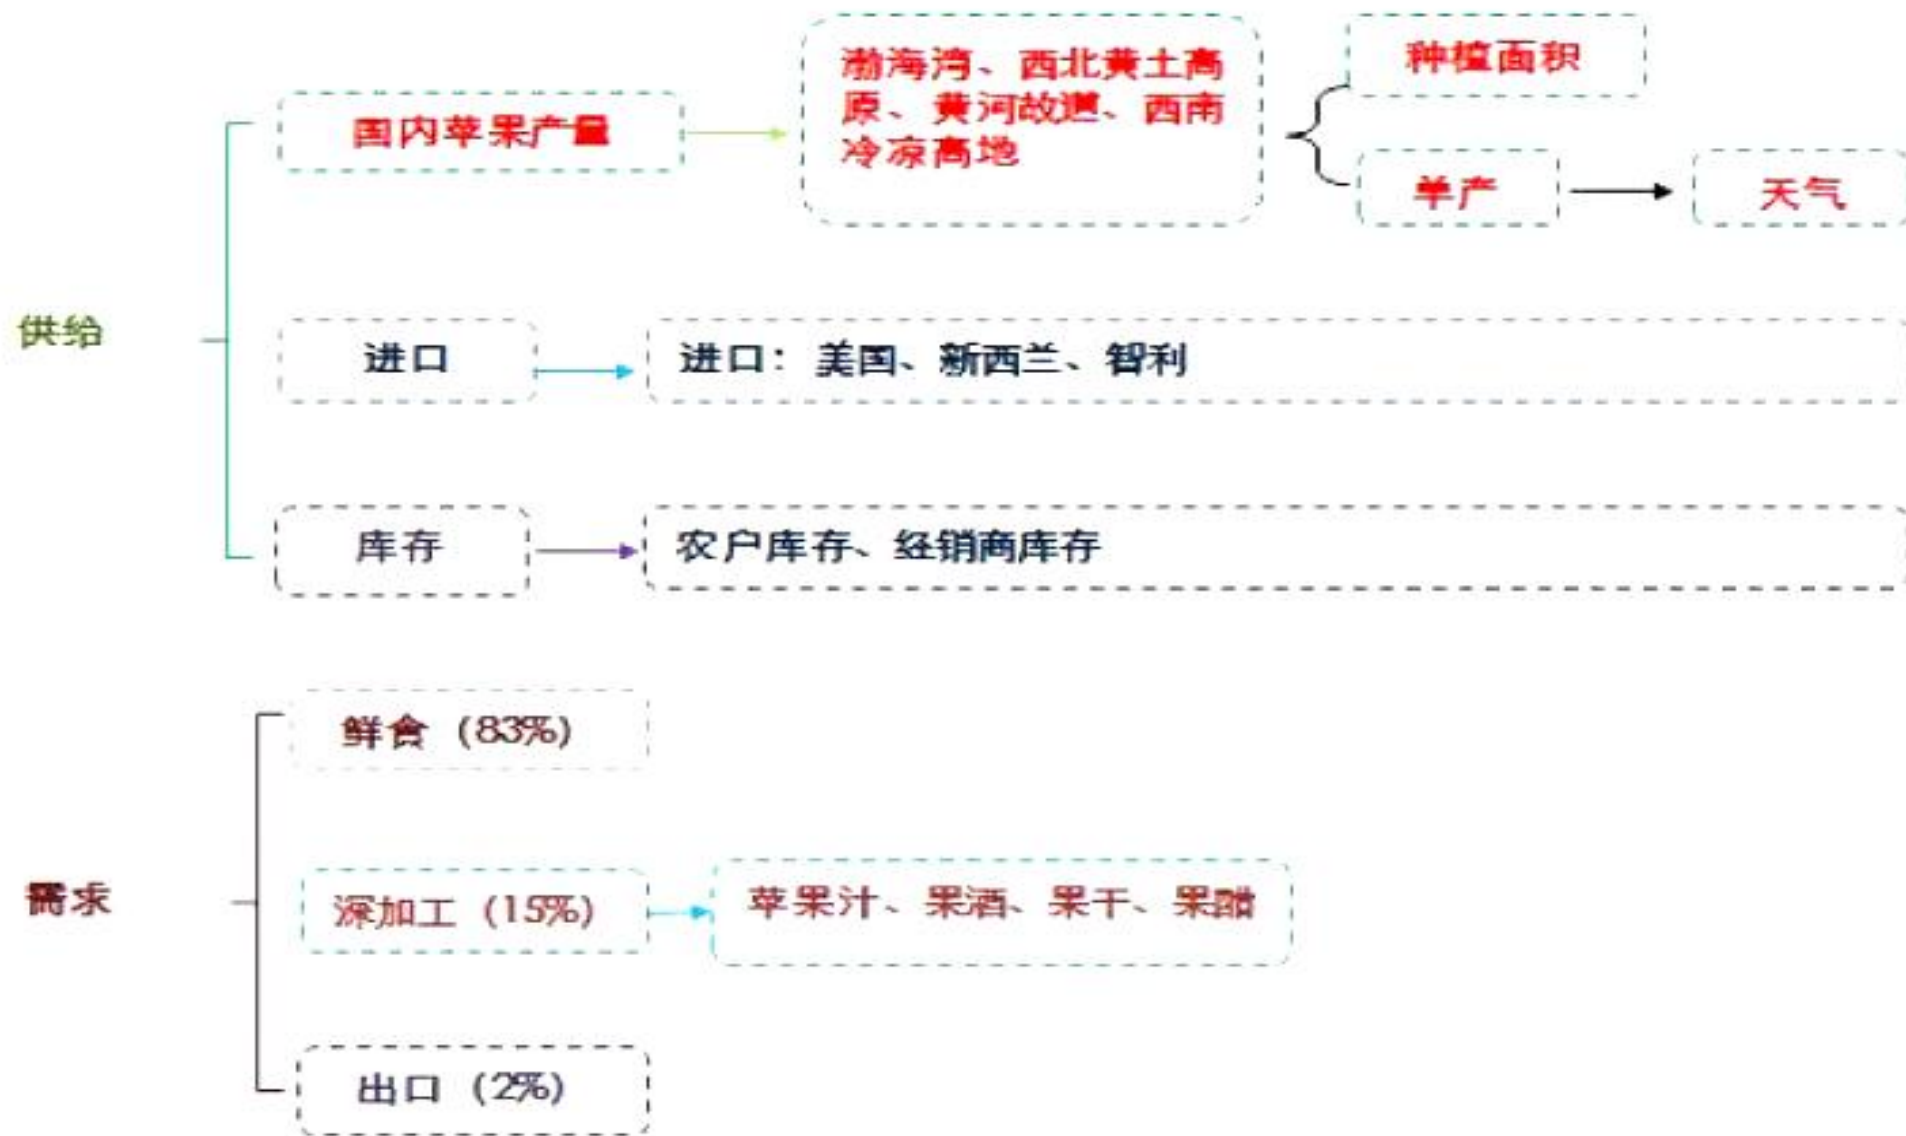 国内苹果产量
渤海湾、西北黄土高
原、黄河故道、西南
冷凉高地
种植面积
单产
天气
供给
进口
进口：美国、新西兰、智利
库存
农户库存、经销商库存
需求
鲜食（83%）
深加工（15%）
苹果汁、果酒、果干、果醋
出口（2%）